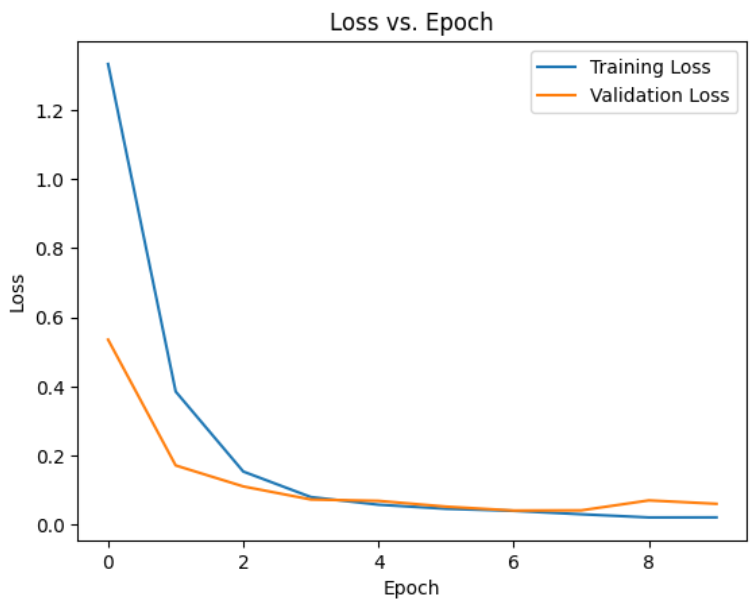 Loss vs. Epoch
Training Loss
Validation Loss
1.2
1.0
0.8
0.6
0.4
0.2
0.0
Loss
0 2 4 6 8
Epoch